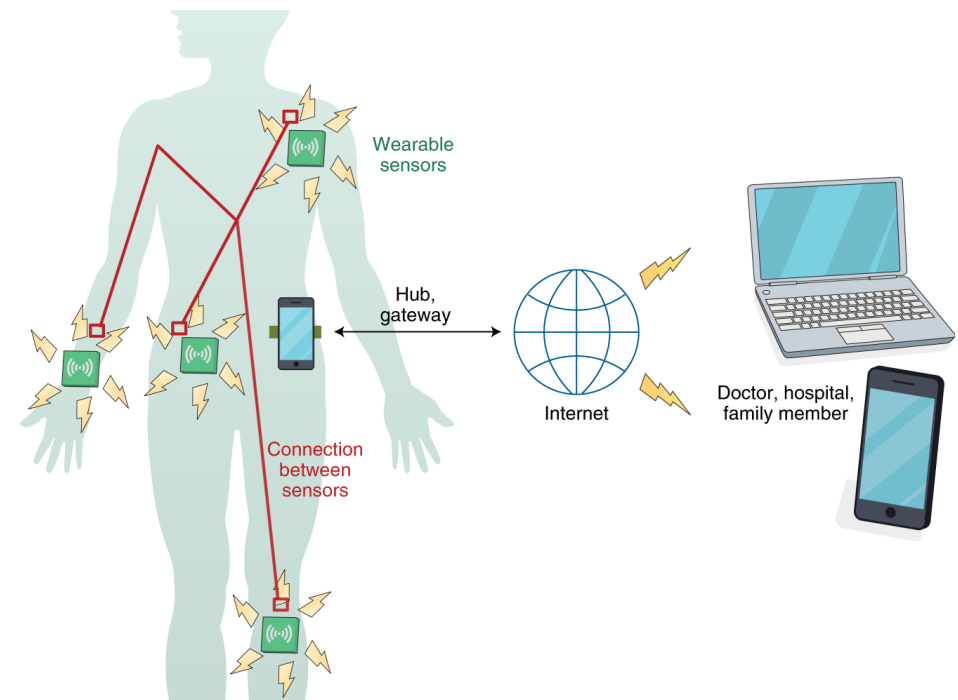 Wearable
sensors
Hub,
gateway
Internet
Doctor, hospital,
family member
Connection
between
sensors